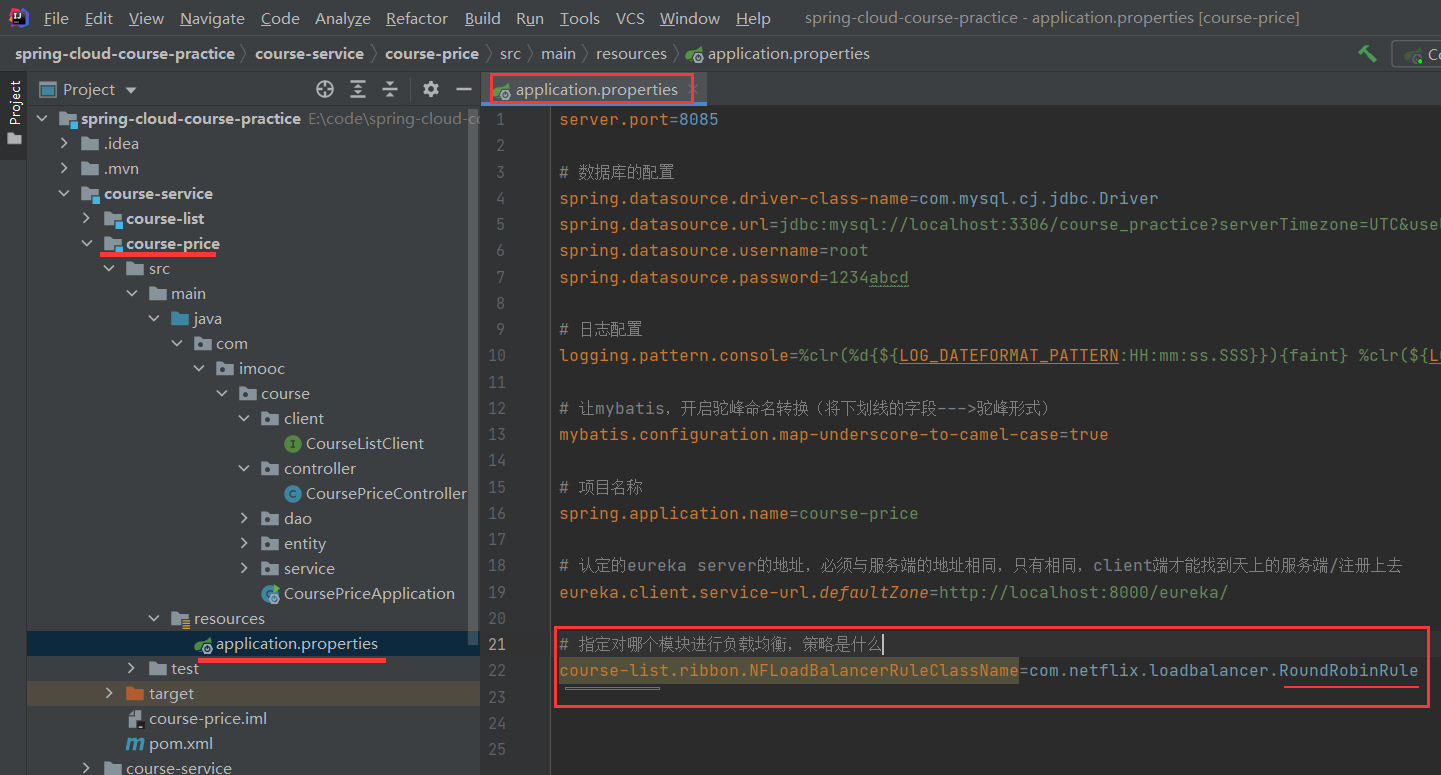 File Edit View Navigate Code Analyze Refactor Build Run Tools VCS Window Help spring-cloud-course-practice - application.properties [course-price]
spring-cloud-course-practice course-service course-price src main resources application.properties
Project
Project
spring-cloud-course-practice E:\code\spring-cloud-co
.idea
.mvn
course-service
course-list
course-price
src
main
java
com
imooc
course
client
CourseListClient
controller
CoursePriceController
dao
entity
service
CoursePriceApplication
resources
application.properties
test
target
course-price.iml
pom.xml
course-service
application.properties
1 server.port=8085
2
3 # 数据库的配置
4 spring.datasource.driver-class-name=com.mysql.cj.jdbc.Driver
5 spring.datasource.url=jdbc:mysql://localhost:3306/course_practice?serverTimezone=UTC&use
6 spring.datasource.username=root
7 spring.datasource.password=1234abcd
8
9 # 日志配置
10 logging.pattern.console=%clr(%d{${LOG_DATEFORMAT_PATTERN:HH:mm:ss.SSS}}){faint} %clr(${L
11
12 # 让mybatis，开启驼峰命名转换（将下划线的字段--->驼峰形式）
13 mybatis.configuration.map-underscore-to-camel-case=true
14
15 # 项目名称
16 spring.application.name=course-price
17
18 # 认定的eureka server的地址，必须与服务端的地址相同，只有相同，client端才能找到天上的服务端/注册上去
19 eureka.client.service-url.defaultZone=http://localhost:8000/eureka/
20
21 # 指定对哪个模块进行负载均衡，策略是什么
22 course-list.ribbon.NFLoadBalancerRuleClassName=com.netflix.loadbalancer.RoundRobinRule
23
24
25